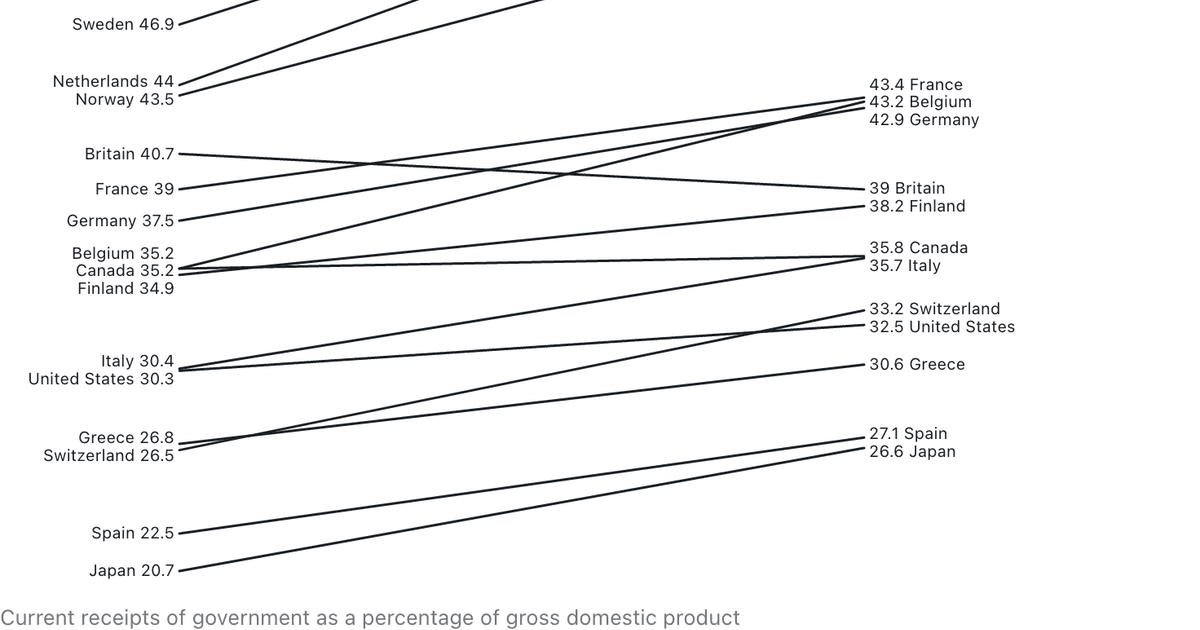 Sweden 46.9
Netherlands 44
Norway 43.5
Britain 40.7
France 39
Germany 37.5
Belgium 35.2
Canada 35.2
Finland 34.9
Italy 30.4
United States 30.3
Greece 26.8
Switzerland 26.5
Spain 22.5
Japan 20.7
43.4 France
43.2 Belgium
42.9 Germany
39 Britain
38.2 Finland
35.8 Canada
35.7 Italy
33.2 Switzerland
32.5 United States
30.6 Greece
27.1 Spain
26.6 Japan
Current receipts of government as a percentage of gross domestic product